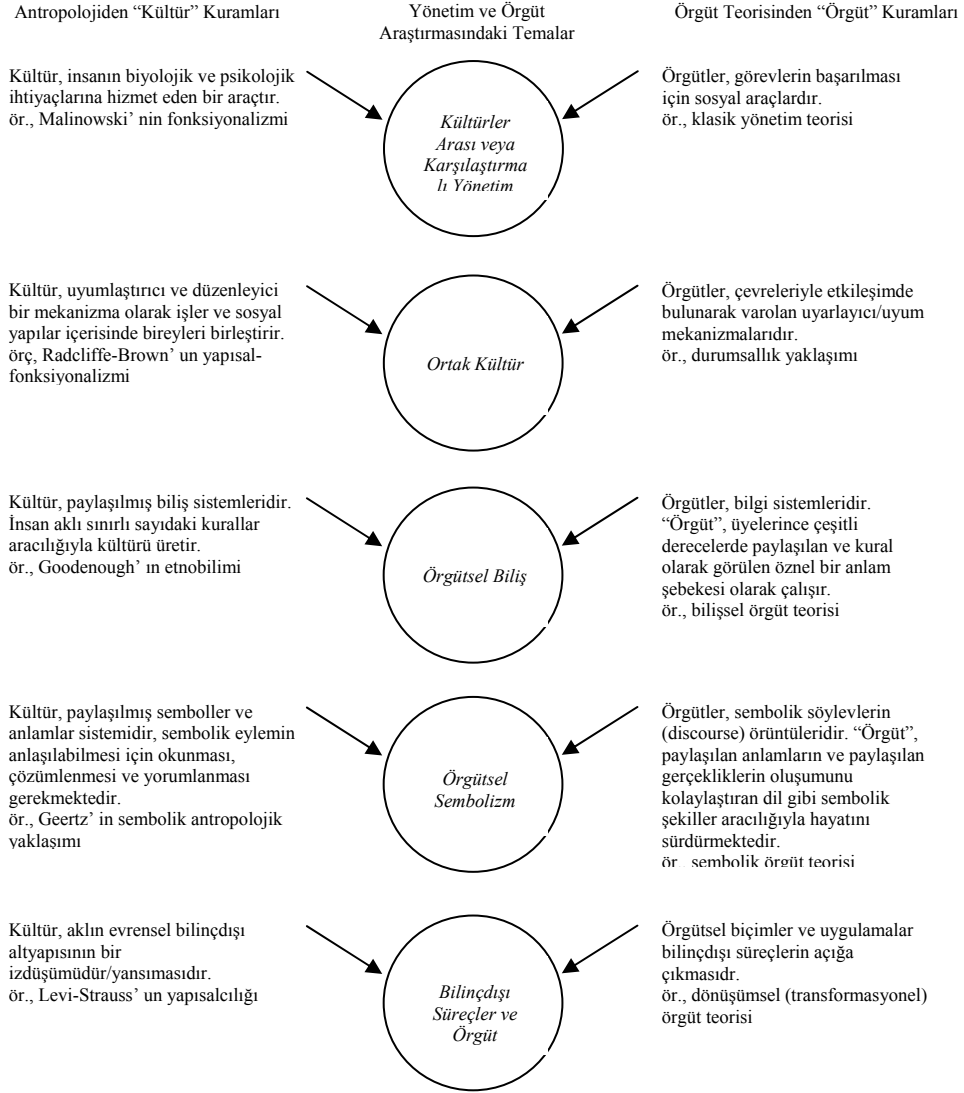 Antropolojiden “Kültür” Kuramları
Yönetim ve Örgüt
Araştırmasındaki Temalar
Örgüt Teorisinden “Örgüt” Kuramları
Kültür, insanın biyolojik ve psikolojik
ihtiyaçlarına hizmet eden bir araçtır.
ör., Malinowski’ nin fonksiyonalizmi
Kültürler
Arası veya
Karşılaştırma
lı Yönetim
Örgütler, görevlerin başarılması
için sosyal araçlardır.
ör., klasik yönetim teorisi
Kültür, uyumlaştırıcı ve düzenleyici
bir mekanizma olarak işler ve sosyal
yapılar içerisinde bireyleri birleştirir.
örç, Radcliffe-Brown’ un yapısal-
fonksiyonalizmi
Ortak Kültür
Örgütler, çevreleriyle etkileşimde
bulunarak varolan uyarlayıcı/uyum
mekanizmalarıdır.
ör., durumsallık yaklaşımı
Kültür, paylaşılmış biliş sistemleridir.
İnsan aklı sınırlı sayıdaki kurallar
aracılığıyla kültürü üretir.
ör., Goodenough’ ın etnobilimi
Örgütsel Biliş
Örgütler, bilgi sistemleridir.
“Örgüt”, üyelerince çeşitli
derecelerde paylaşılan ve kural
olarak görülen öznel bir anlam
şebekesi olarak çalışır.
ör., bilişsel örgüt teorisi
Kültür, paylaşılmış semboller ve
anlamlar sistemidir, sembolik eylemin
anlaşılabilmesi için okunması,
çözümlenmesi ve yorumlanması
gerekmektedir.
ör., Geertz’ in sembolik antropolojik
yaklaşımı
Örgütsel
Sembolizm
Örgütler, sembolik söylevlerin
(discourse) örüntüleridir. “Örgüt”,
paylaşılan anlamların ve paylaşılan
gerçekliklerin oluşumunu
kolaylaştıran dil gibi sembolik
şekiller aracılığıyla hayatını
sürdürmektedir.
ör., sembolik örgüt teorisi
Kültür, aklın evrensel bilinçdışı
altyapısının bir
izdüşümüdür/yansımasıdır.
ör., Levi-Strauss’ un yapısalcılığı
Bilinçdışı
Süreçler ve
Örgüt
Örgütsel biçimler ve uygulamalar
bilinçdışı süreçlerin açığa
çıkmasıdır.
ör., dönüşümsel (transformasyonel)
örgüt teorisi